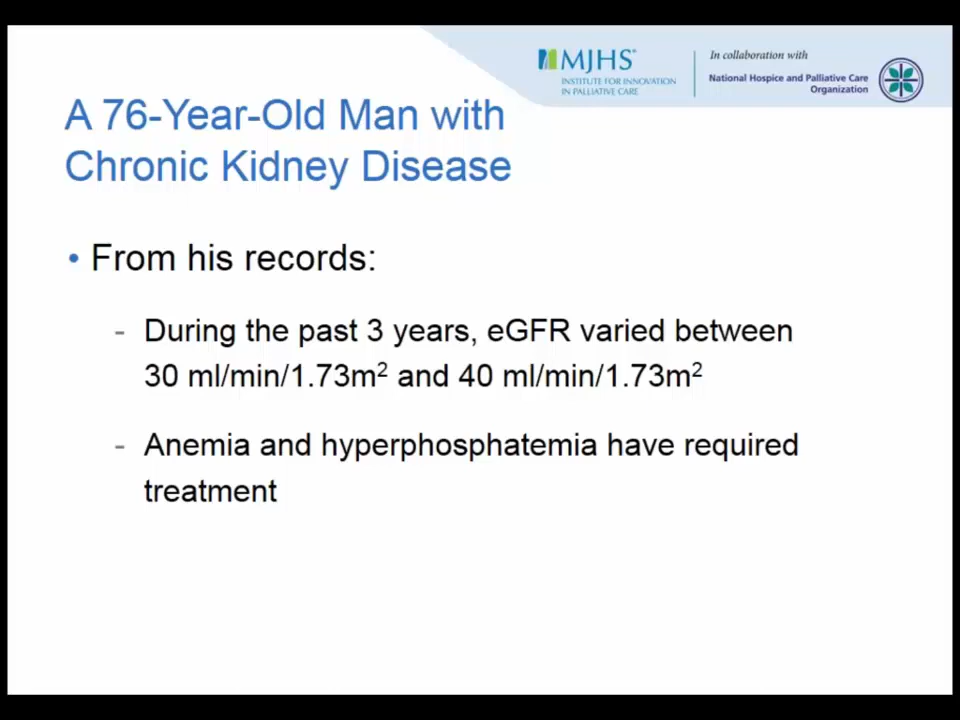 MJHS
INSTITUTE FOR INNOVATION
IN PALLIATIVE CARE
In collaboration with
National Hospice and Palliative Care
Organization
A 76-Year-Old Man with
Chronic Kidney Disease
• From his records:
- During the past 3 years, eGFR varied between
30 ml/min/1.73m² and 40 ml/min/1.73m²
- Anemia and hyperphosphatemia have required
treatment